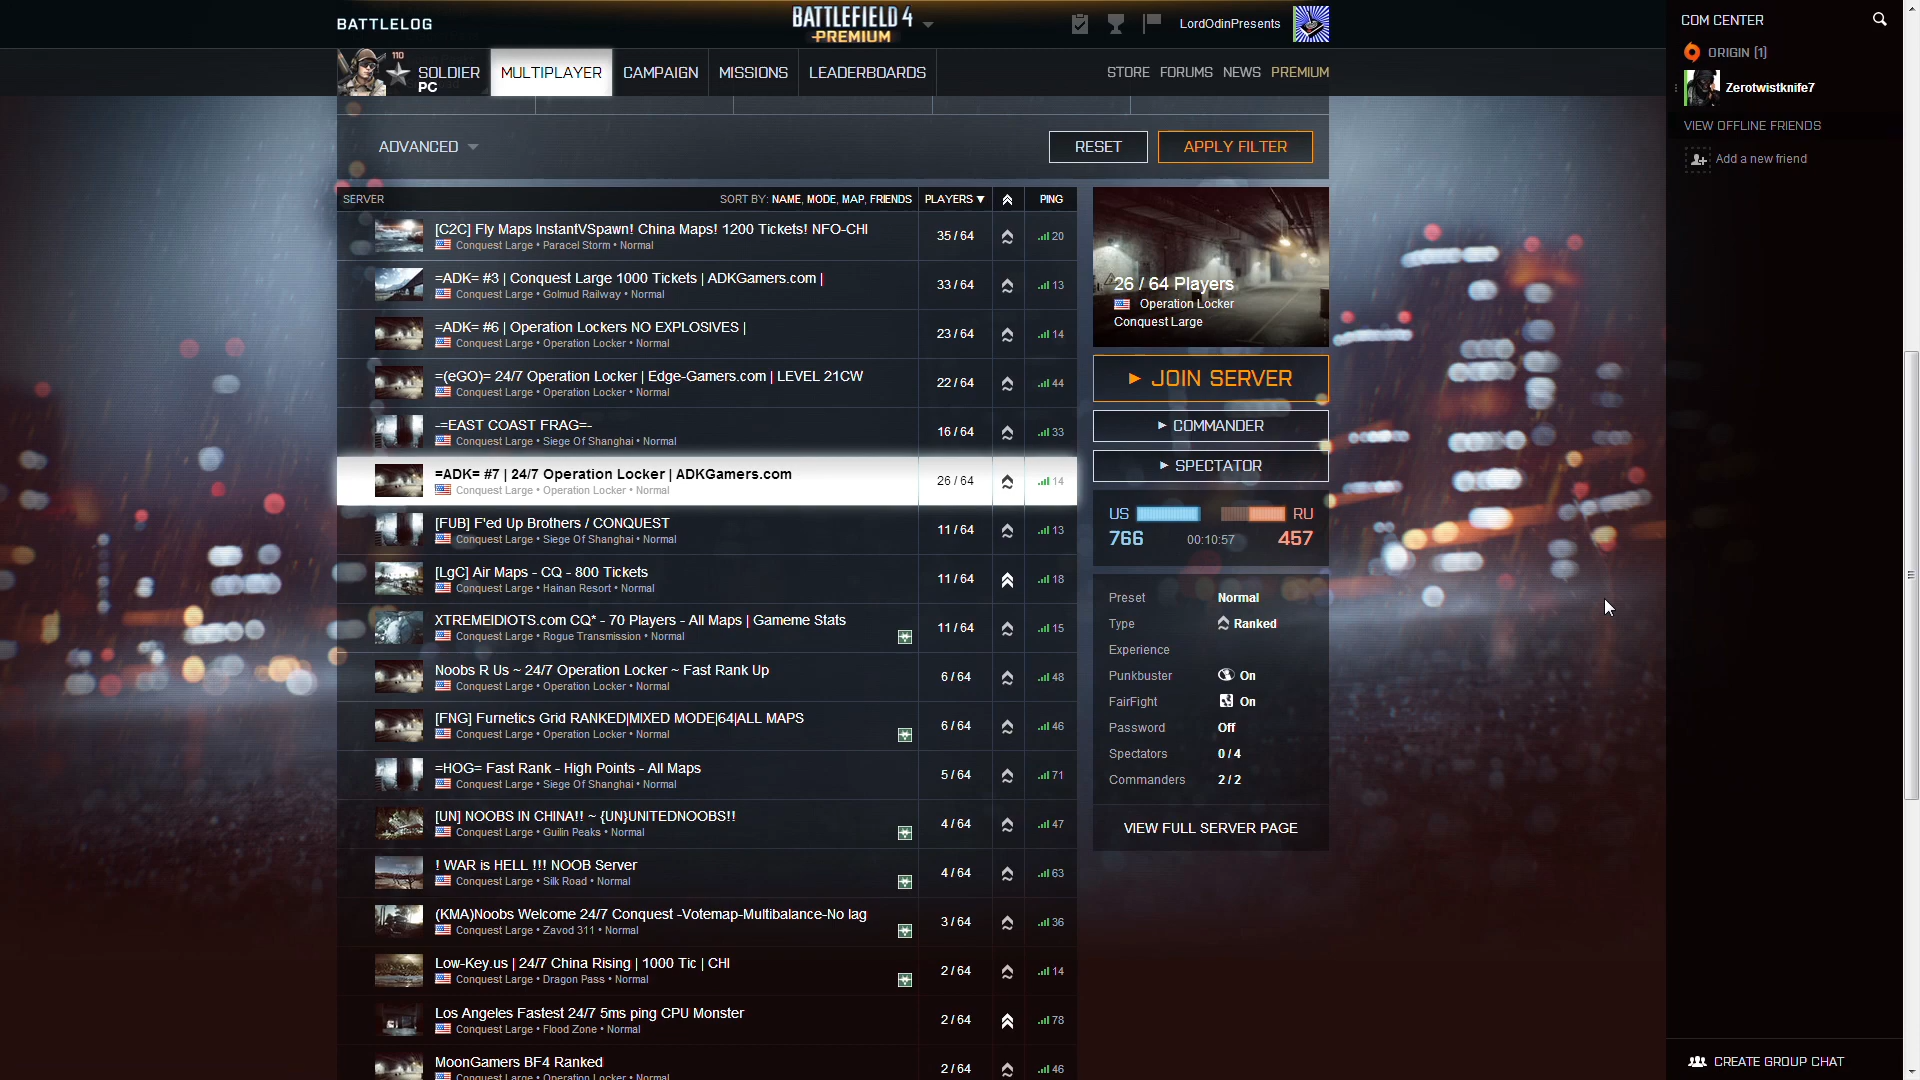 BATTLELOG
BATTLEFIELD 4
PREMIUM
LordOdinPresents
110
SOLDIER
PC
MULTIPLAYER
CAMPAIGN
MISSIONS
LEADERBOARDS
STORE
FORUMS
NEWS
PREMIUM
ADVANCED
RESET
APPLY FILTER
SERVER
SORT BY: NAME, MODE, MAP, FRIENDS
PLAYERS ▼
PING
[C2C] Fly Maps InstantVSpawn! China Maps! 1200 Tickets! NFO-CHI
Conquest Large • Paracel Storm • Normal
35 / 64
20
=ADK= #3 | Conquest Large 1000 Tickets | ADKGamers.com |
Conquest Large • Golmud Railway • Normal
33 / 64
13
=ADK= #6 | Operation Lockers NO EXPLOSIVES |
Conquest Large • Operation Locker • Normal
23 / 64
14
=(eGO)= 24/7 Operation Locker | Edge-Gamers.com | LEVEL 21CW
Conquest Large • Operation Locker • Normal
22 / 64
44
-=EAST COAST FRAG=-
Conquest Large • Siege Of Shanghai • Normal
16 / 64
33
=ADK= #7 | 24/7 Operation Locker | ADKGamers.com
Conquest Large • Operation Locker • Normal
26 / 64
14
[FUB] F'ed Up Brothers / CONQUEST
Conquest Large • Siege Of Shanghai • Normal
11 / 64
13
[LgC] Air Maps - CQ - 800 Tickets
Conquest Large • Hainan Resort • Normal
11 / 64
18
XTREMEIDIOTS.com CQ* - 70 Players - All Maps | Gameme Stats
Conquest Large • Rogue Transmission • Normal
11 / 64
15
Noobs R Us ~ 24/7 Operation Locker ~ Fast Rank Up
Conquest Large • Operation Locker • Normal
6 / 64
48
[FNG] Furnetics Grid RANKED|MIXED MODE|64|ALL MAPS
Conquest Large • Operation Locker • Normal
6 / 64
46
=HOG= Fast Rank - High Points - All Maps
Conquest Large • Siege Of Shanghai • Normal
5 / 64
71
[UN] NOOBS IN CHINA!! ~ {UN}UNITEDNOOBS!!
Conquest Large • Guilin Peaks • Normal
4 / 64
47
! WAR is HELL !!! NOOB Server
Conquest Large • Silk Road • Normal
4 / 64
63
(KMA)Noobs Welcome 24/7 Conquest -Votemap-Multibalance-No lag
Conquest Large • Zavod 311 • Normal
3 / 64
36
Low-Key.us | 24/7 China Rising | 1000 Tic | CHI
Conquest Large • Dragon Pass • Normal
2 / 64
14
Los Angeles Fastest 24/7 5ms ping CPU Monster
Conquest Large • Flood Zone • Normal
2 / 64
78
MoonGamers BF4 Ranked
Conquest Large • Operation Locker • Normal
2 / 64
46
26 / 64 Players
Operation Locker
Conquest Large
JOIN SERVER
COMMANDER
SPECTATOR
US
RU
766
00:10:57
457
Preset Normal
Type Ranked
Experience
Punkbuster On
FairFight On
Password Off
Spectators 0 / 4
Commanders 2 / 2
VIEW FULL SERVER PAGE
COM CENTER
ORIGIN (1)
Zerotwistknife7
VIEW OFFLINE FRIENDS
Add a new friend
CREATE GROUP CHAT